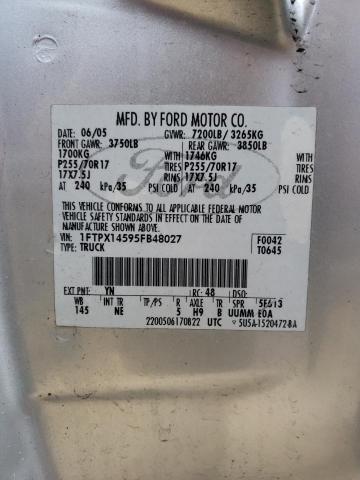 MFD. BY FORD MOTOR CO.
DATE: 06/05 GVWR: 7200LB/ 3265KG
FRONT GAWR: 3750LB REAR GAWR: 3850LB
1700KG WITH 1746KG WITH
P255/70R17 TIRES P255/70R17 TIRES
17X7.5J RIMS 17X7.5J RIMS
AT 240 kPa/35 PSI COLD AT 240 kPa/35 PSI COLD
THIS VEHICLE CONFORMS TO ALL APPLICABLE FEDERAL MOTOR
VEHICLE SAFETY STANDARDS IN EFFECT ON THE DATE OF
MANUFACTURE SHOWN ABOVE.
VIN: 1FTPX14595FB48027 F0042
TYPE: TRUCK T0645
EXT PNT: YN RC: 48 DSO:
WB INT TR TP/PS R AXLE TR SPR 5E613
145 NE 5 H9 B UUMM E0A
2200506170822 UTC 5U5A-1520472-BA
Ford